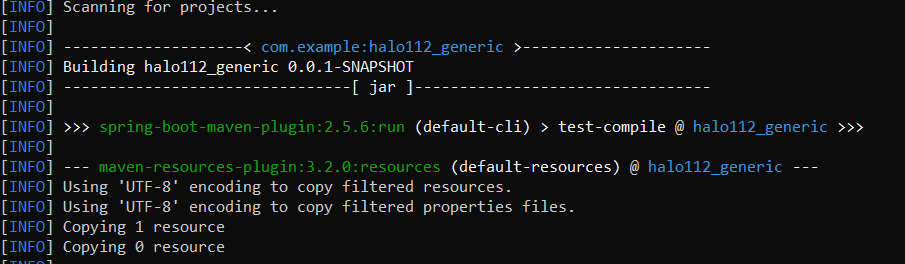 [INFO] Scanning for projects...
[INFO]
[INFO] --------------------< com.example:halo112_generic >---------------------
[INFO] Building halo112_generic 0.0.1-SNAPSHOT
[INFO] --------------------------------[ jar ]---------------------------------
[INFO]
[INFO] >>> spring-boot-maven-plugin:2.5.6:run (default-cli) > test-compile @ halo112_generic >>>
[INFO]
[INFO] --- maven-resources-plugin:3.2.0:resources (default-resources) @ halo112_generic ---
[INFO] Using 'UTF-8' encoding to copy filtered resources.
[INFO] Using 'UTF-8' encoding to copy filtered properties files.
[INFO] Copying 1 resource
[INFO] Copying 0 resource